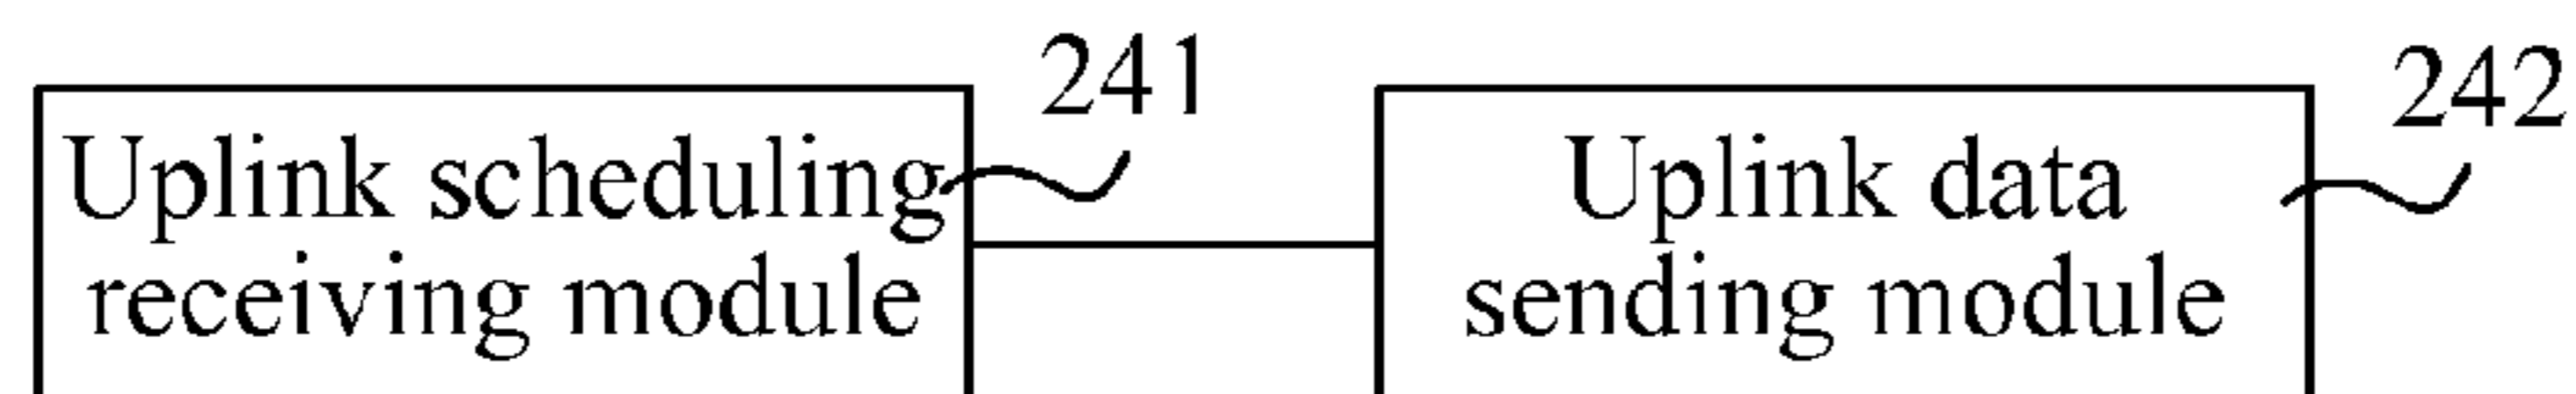 241
Uplink scheduling
receiving module
242
Uplink data
sending module